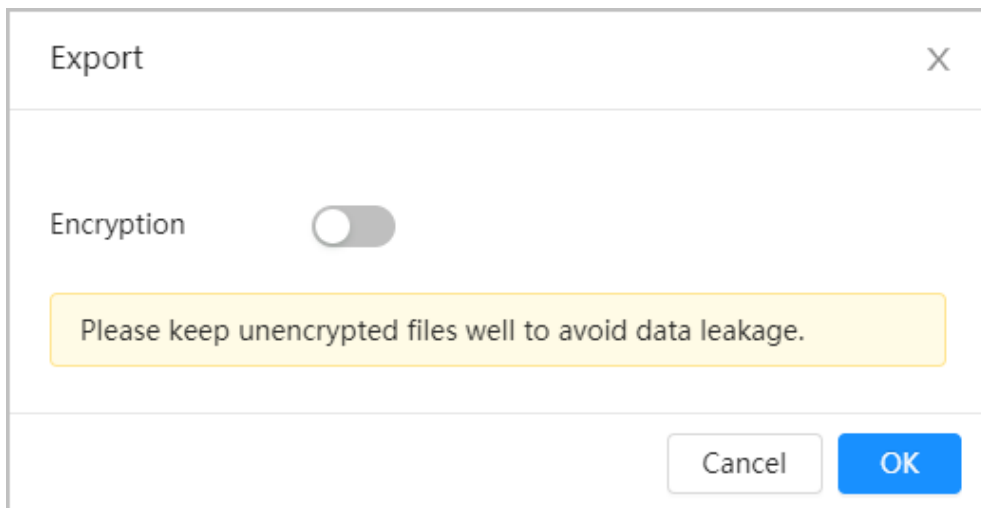 Export X
Encryption
Please keep unencrypted files well to avoid data leakage.
Cancel OK